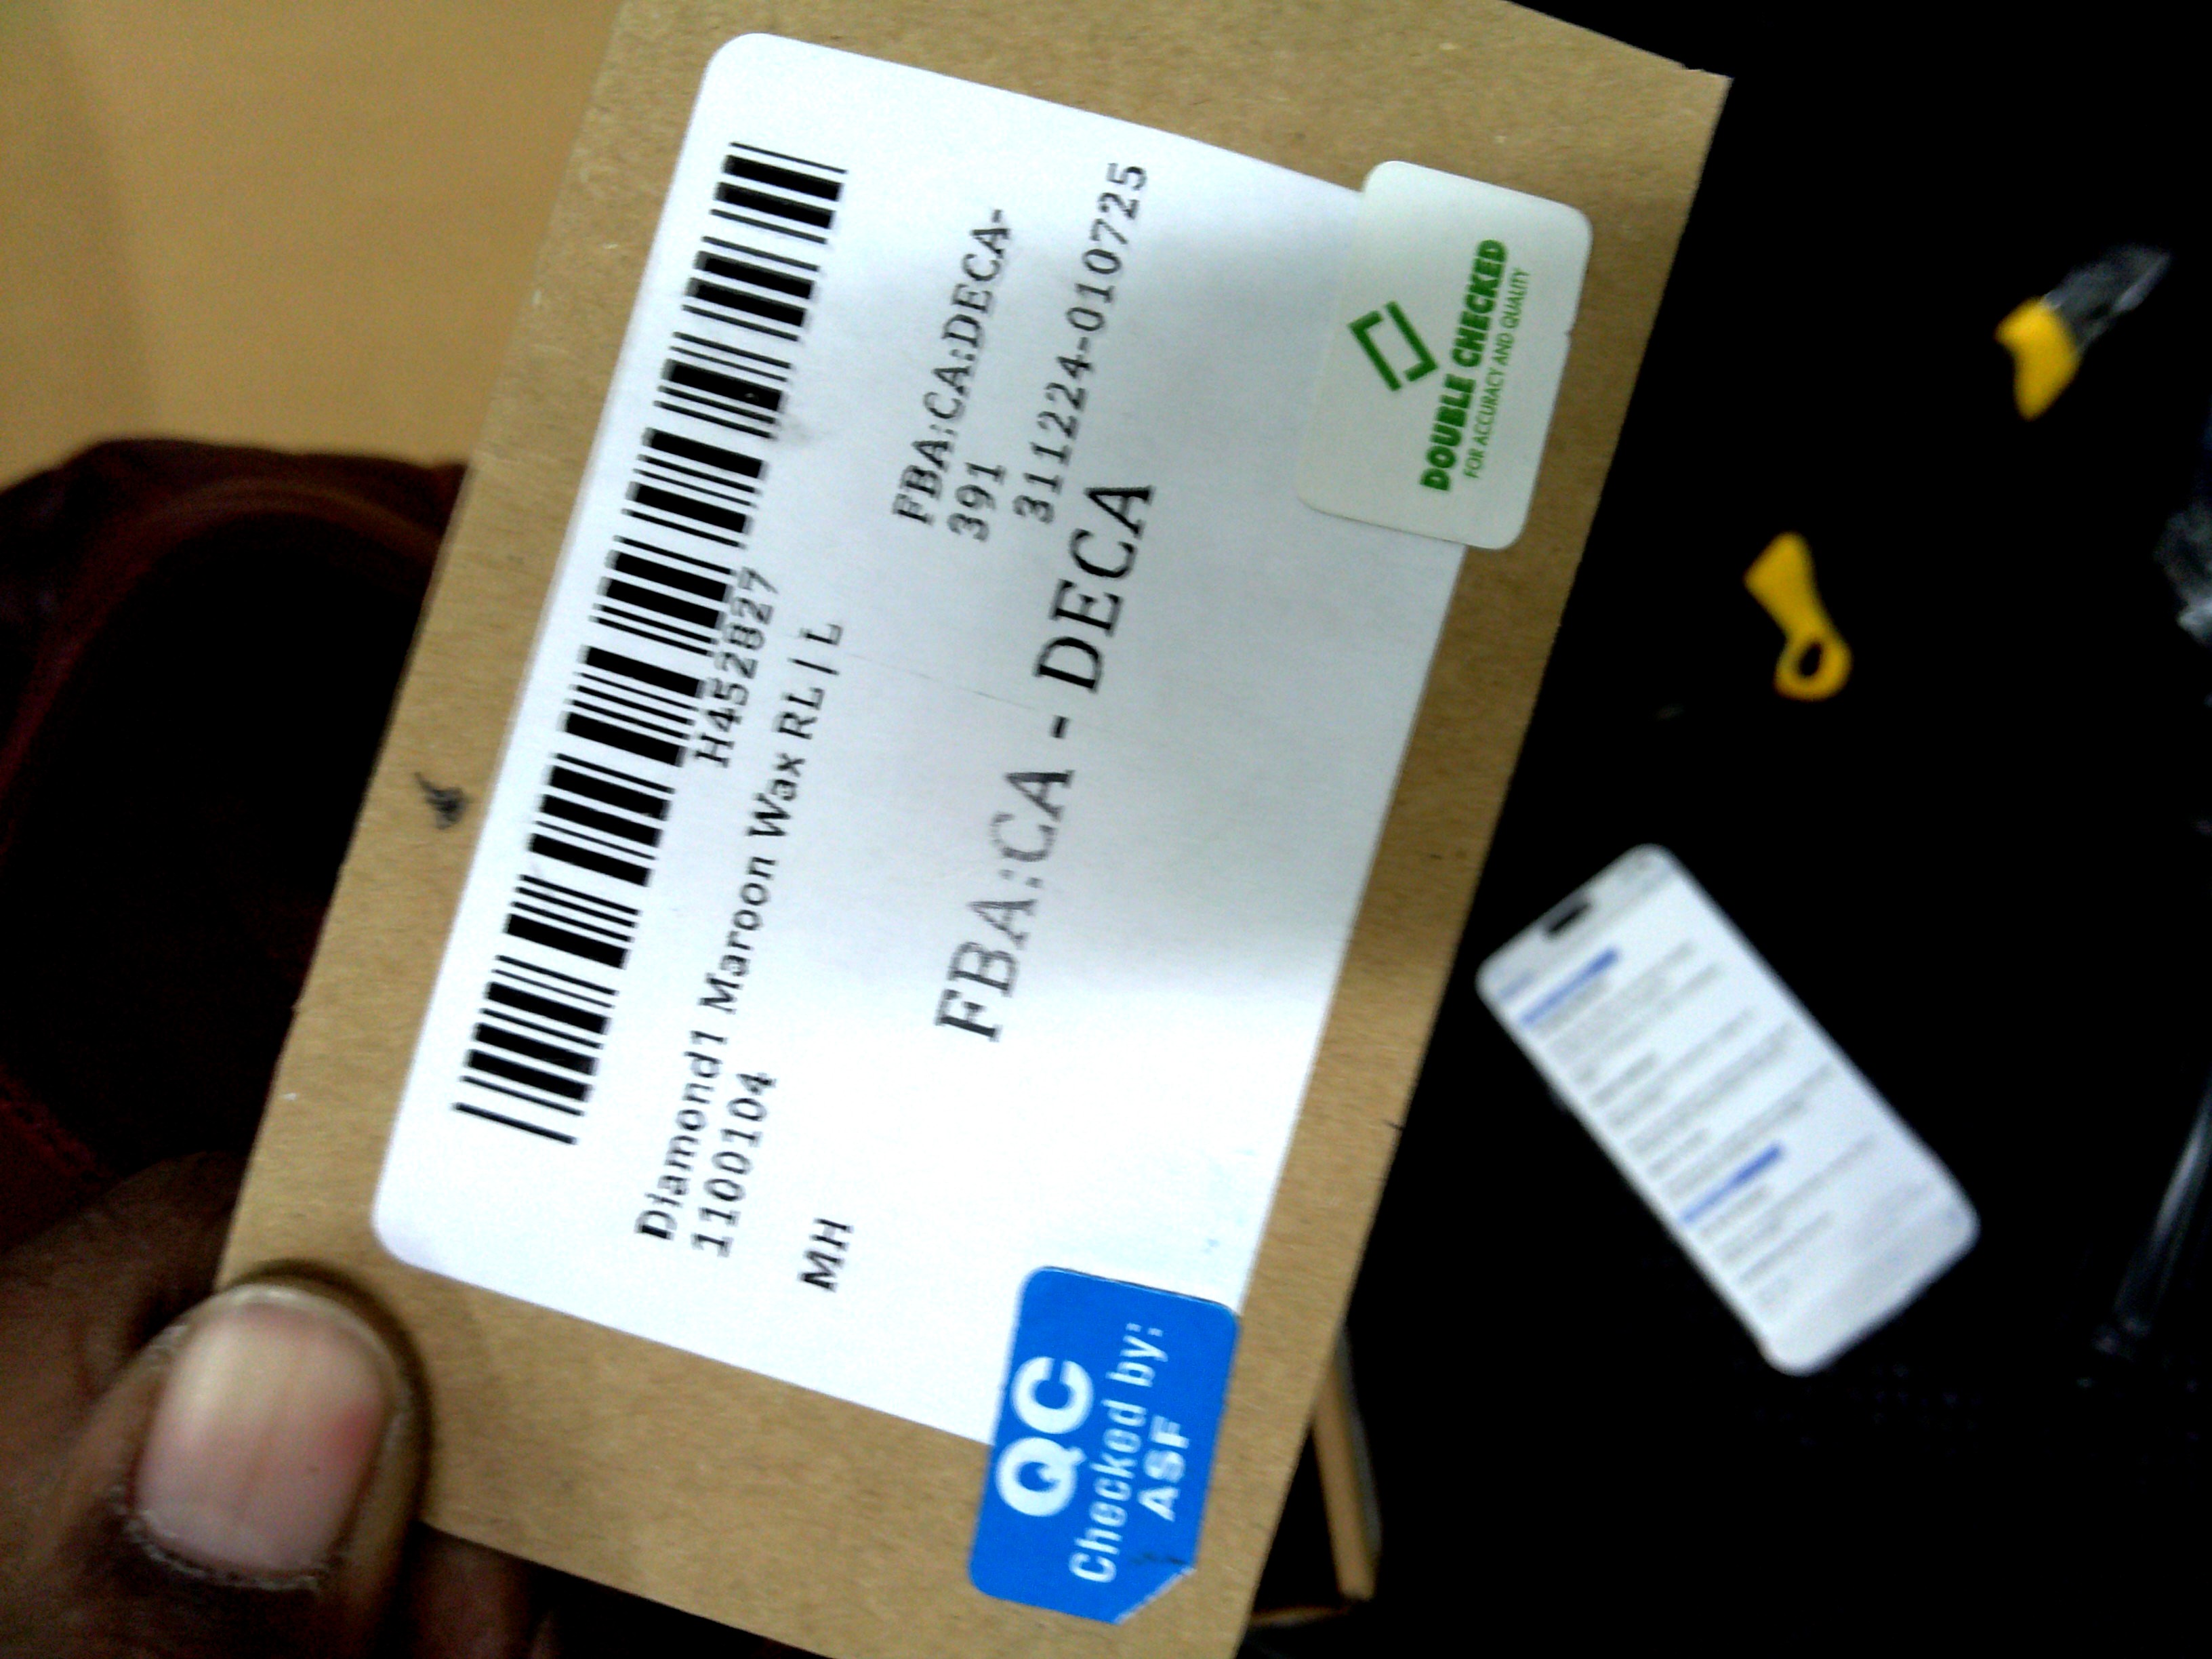 H452827
Diamond1 Maroon Wax RL | L
1100104
FBA:CA:DECA-
391
MH
311224-010725
FBA:CA - DECA
DOUBLE CHECKED
FOR ACCURACY AND QUALITY
QC
Checked by:
ASF